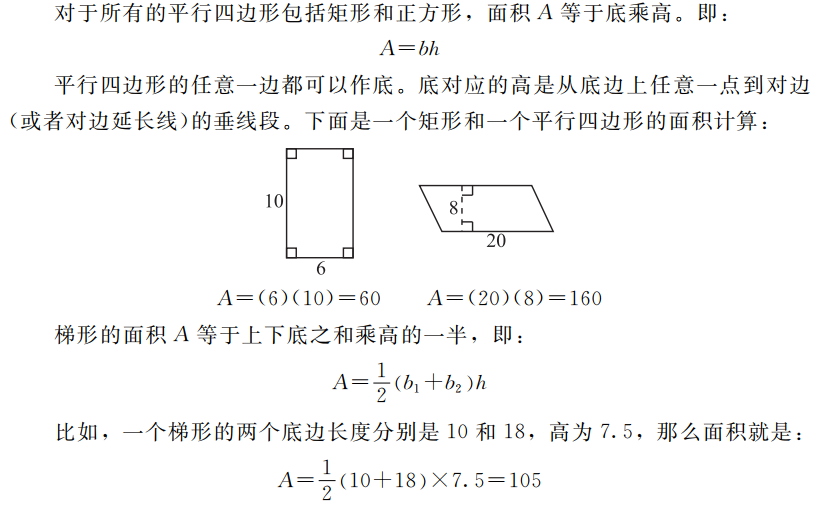 对于所有的平行四边形包括矩形和正方形，面积 A 等于底乘高。即：
A＝bh
平行四边形的任意一边都可以作底。底对应的高是从底边上任意一点到对边
（或者对边延长线）的垂线段。下面是一个矩形和一个平行四边形的面积计算：
10
6
8
20
A＝(6)(10)＝60 A＝(20)(8)＝160
梯形的面积 A 等于上下底之和乘高的一半，即：
A＝1/2(b₁＋b₂)h
比如，一个梯形的两个底边长度分别是 10 和 18，高为 7.5，那么面积就是：
A＝1/2(10＋18)×7.5＝105